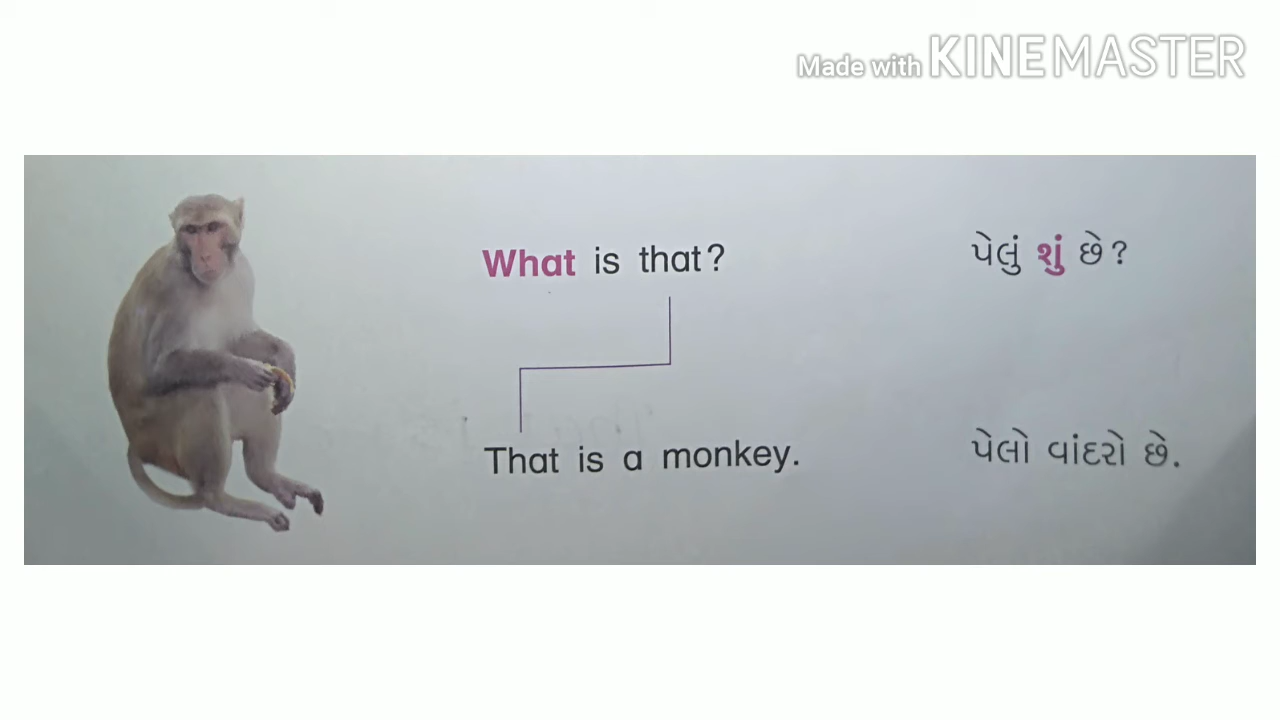 Made with KINEMASTER
What is that?
પેલું શું છે?
That is a monkey.
પેલો વાંદરો છે.